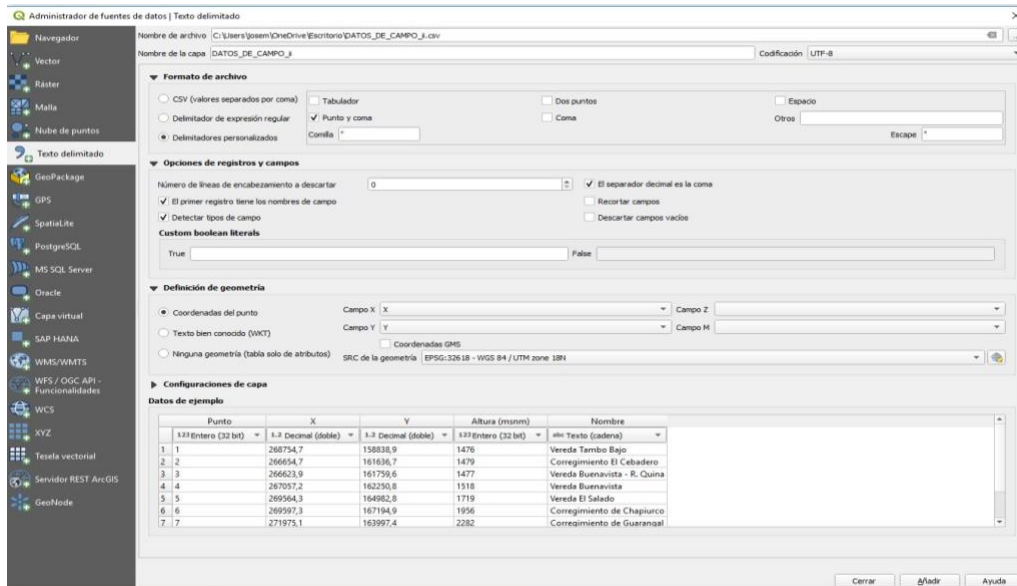 Administrador de fuentes de datos | Texto delimitado
Navegador
Vector
Ráster
Malla
Nube de puntos
Texto delimitado
GeoPackage
GPS
SpatiaLite
PostgreSQL
MS SQL Server
Oracle
Capa virtual
SAP HANA
WMS/WMTS
WFS / OGC API -
Funcionalidades
WCS
XYZ
Tesela vectorial
Servidor REST ArcGIS
GeoNode
Nombre de archivo C:\Users\josem\OneDrive\Escritorio\DATOS_DE_CAMPO_ii.csv
Nombre de la capa DATOS_DE_CAMPO_ii Codificación UTF-8
Formato de archivo
CSV (valores separados por coma) Tabulador Dos puntos Espacio
Delimitador de expresión regular Punto y coma Coma Otros
Delimitadores personalizados Comilla " Escape "
Opciones de registros y campos
Número de líneas de encabezamiento a descartar 0 El separador decimal es la coma
El primer registro tiene los nombres de campo Recortar campos
Detectar tipos de campo Descartar campos vacíos
Custom boolean literals
True False
Definición de geometría
Coordenadas del punto Campo X X Campo Z
Texto bien conocido (WKT) Campo Y Y Campo M
Coordenadas GMS
Ninguna geometría (tabla solo de atributos) SRC de la geometría EPSG:32618 - WGS 84 / UTM zone 18N
Configuraciones de capa
Datos de ejemplo
Punto X Y Altura (msnm) Nombre
123 Entero (32 bit) 1.2 Decimal (doble) 1.2 Decimal (doble) 123 Entero (32 bit) abc Texto (cadena)
1 1 268754,7 158838,9 1476 Vereda Tambo Bajo
2 2 266654,7 161636,7 1479 Corregimiento El Cebadero
3 3 266623,9 161759,6 1477 Vereda Buenavista - R. Quina
4 4 267057,2 162250,8 1518 Vereda Buenavista
5 5 269564,3 164982,8 1719 Vereda El Salado
6 6 269597,3 167194,9 1956 Corregimiento de Chapiurco
7 7 271975,1 163997,4 2282 Corregimiento de Guarangal
Cerrar Añadir Ayuda